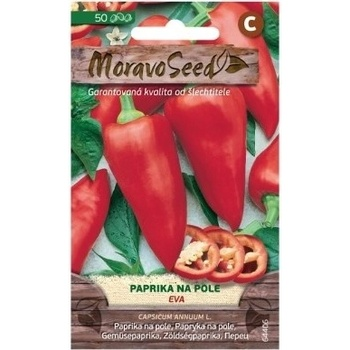 50
C
MoravoSeed
Garantovaná kvalita od šlechtitele
PAPRIKA NA POLE
EVA
CAPSICUM ANNUUM L.
Paprika na pole, Papryka na pole,
Gemüsepaprika, Zöldségpaprika, Перец
64406